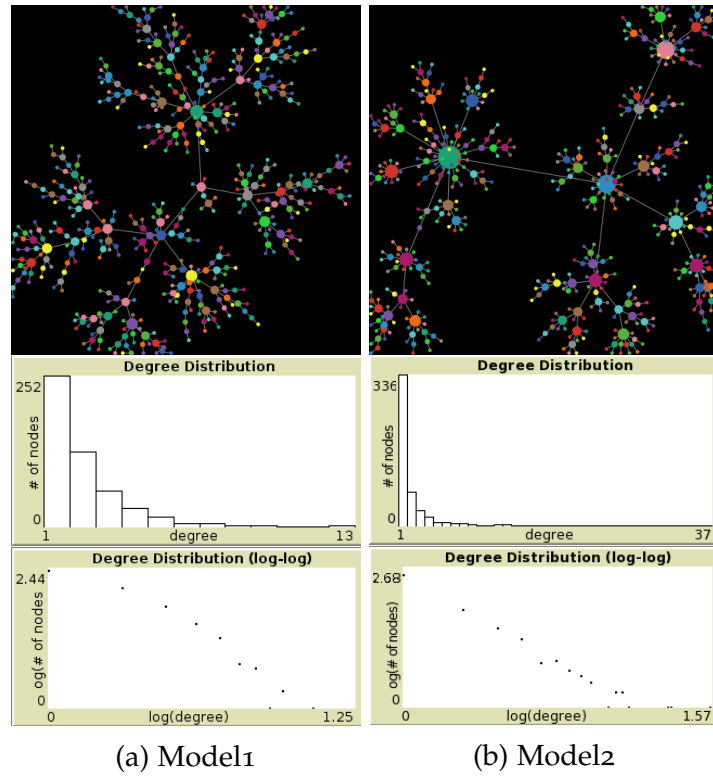 Degree Distribution
252
# of nodes
0
1
degree
13
Degree Distribution (log-log)
2.44
og(# of nodes)
0
0
log(degree)
1.25
(a) Model1
Degree Distribution
336
# of nodes
0
1
degree
37
Degree Distribution (log-log)
2.68
og(# of nodes)
0
0
log(degree)
1.57
(b) Model2